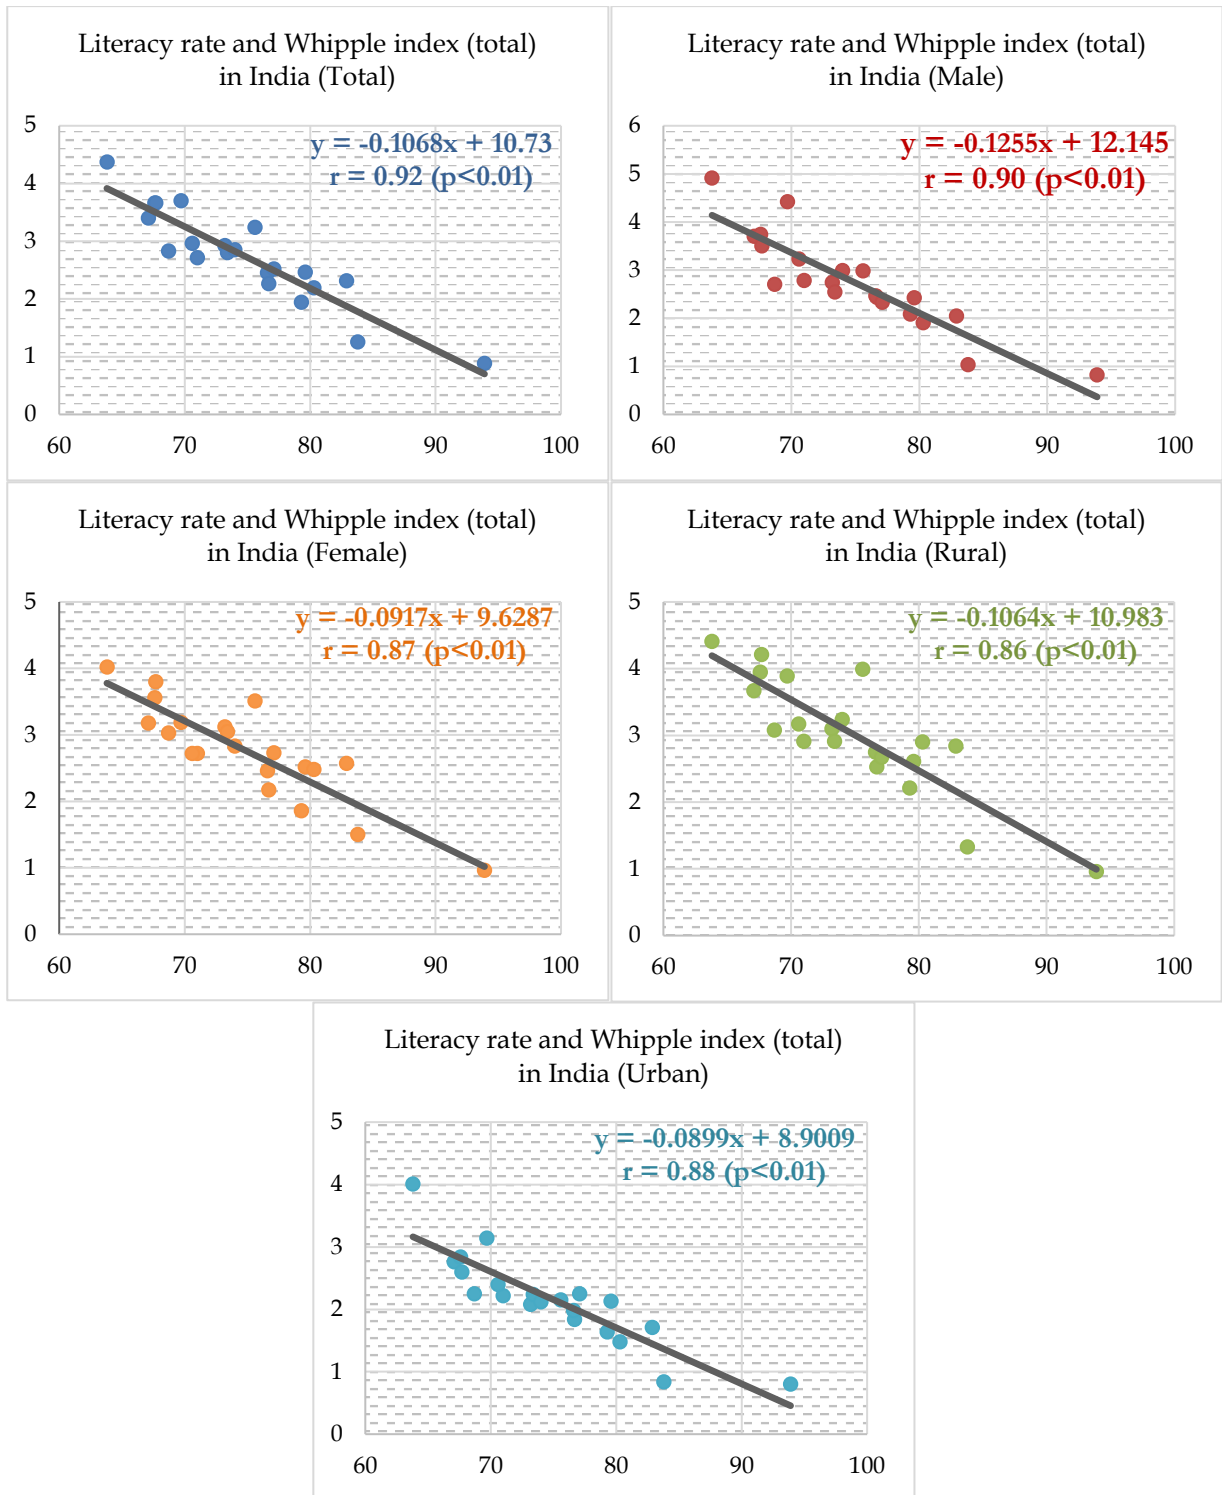 Literacy rate and Whipple index (total)
in India (Total)
y = -0.1068x + 10.73
r = 0.92 (p<0.01)
5
4
3
2
1
0
60 70 80 90 100
Literacy rate and Whipple index (total)
in India (Male)
y = -0.1255x + 12.145
r = 0.90 (p<0.01)
6
5
4
3
2
1
0
60 70 80 90 100
Literacy rate and Whipple index (total)
in India (Female)
y = -0.0917x + 9.6287
r = 0.87 (p<0.01)
5
4
3
2
1
0
60 70 80 90 100
Literacy rate and Whipple index (total)
in India (Rural)
y = -0.1064x + 10.983
r = 0.86 (p<0.01)
5
4
3
2
1
0
60 70 80 90 100
Literacy rate and Whipple index (total)
in India (Urban)
y = -0.0899x + 8.9009
r = 0.88 (p<0.01)
5
4
3
2
1
0
60 70 80 90 100